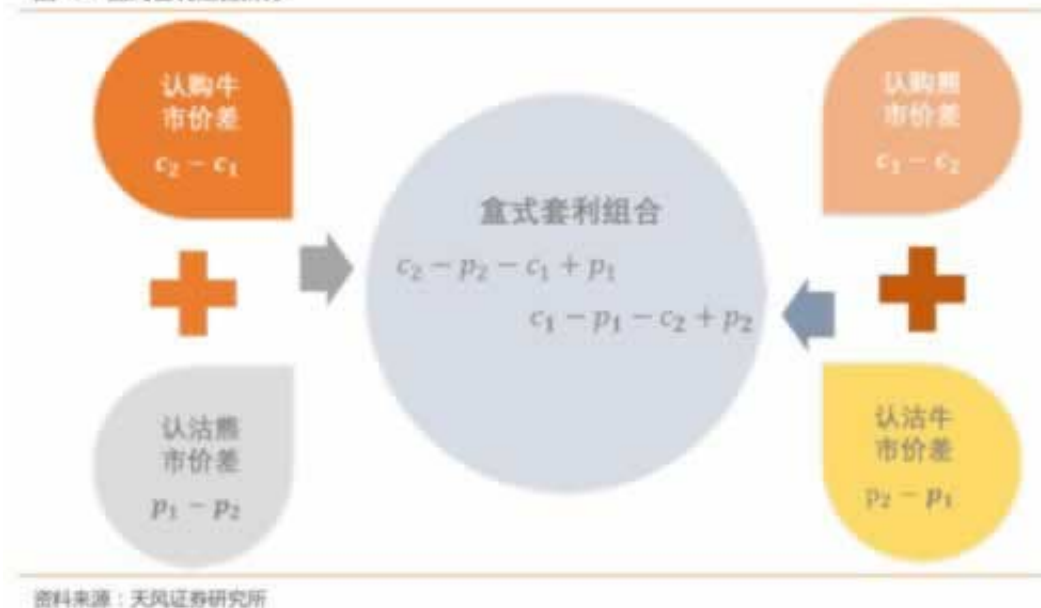 认购牛
市价差
c₂ − c₁
认沽熊
市价差
p₁ − p₂
盒式套利组合
c₂ − p₂ − c₁ + p₁
c₁ − p₁ − c₂ + p₂
认购熊
市价差
c₁ − c₂
认沽牛
市价差
p₂ − p₁
资料来源：天风证券研究所